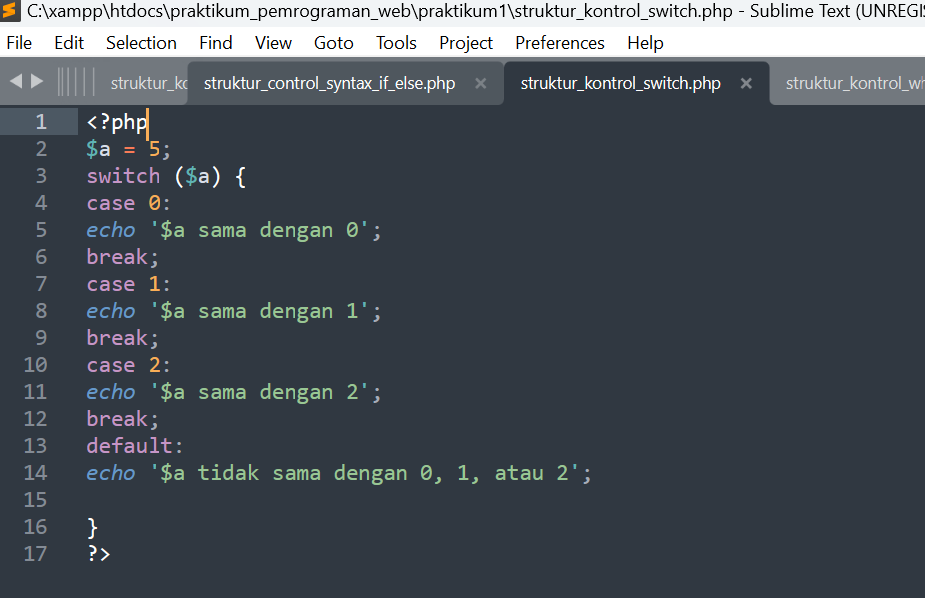 C:\xampp\htdocs\praktikum_pemrograman_web\praktikum1\struktur_kontrol_switch.php - Sublime Text (UNREGIS
File Edit Selection Find View Goto Tools Project Preferences Help
struktur_ko struktur_control_syntax_if_else.php × struktur_kontrol_switch.php × struktur_kontrol_wh
1 <?php
2 $a = 5;
3 switch ($a) {
4 case 0:
5 echo '$a sama dengan 0';
6 break;
7 case 1:
8 echo '$a sama dengan 1';
9 break;
10 case 2:
11 echo '$a sama dengan 2';
12 break;
13 default:
14 echo '$a tidak sama dengan 0, 1, atau 2';
15
16 }
17 ?>